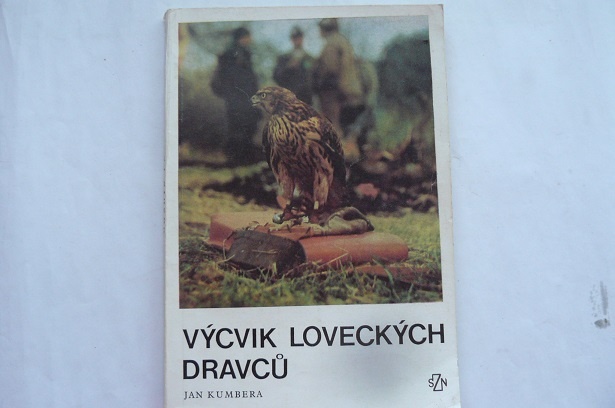 VÝCVIK LOVECKÝCH
DRAVCŮ
JAN KUMBERA
SZN